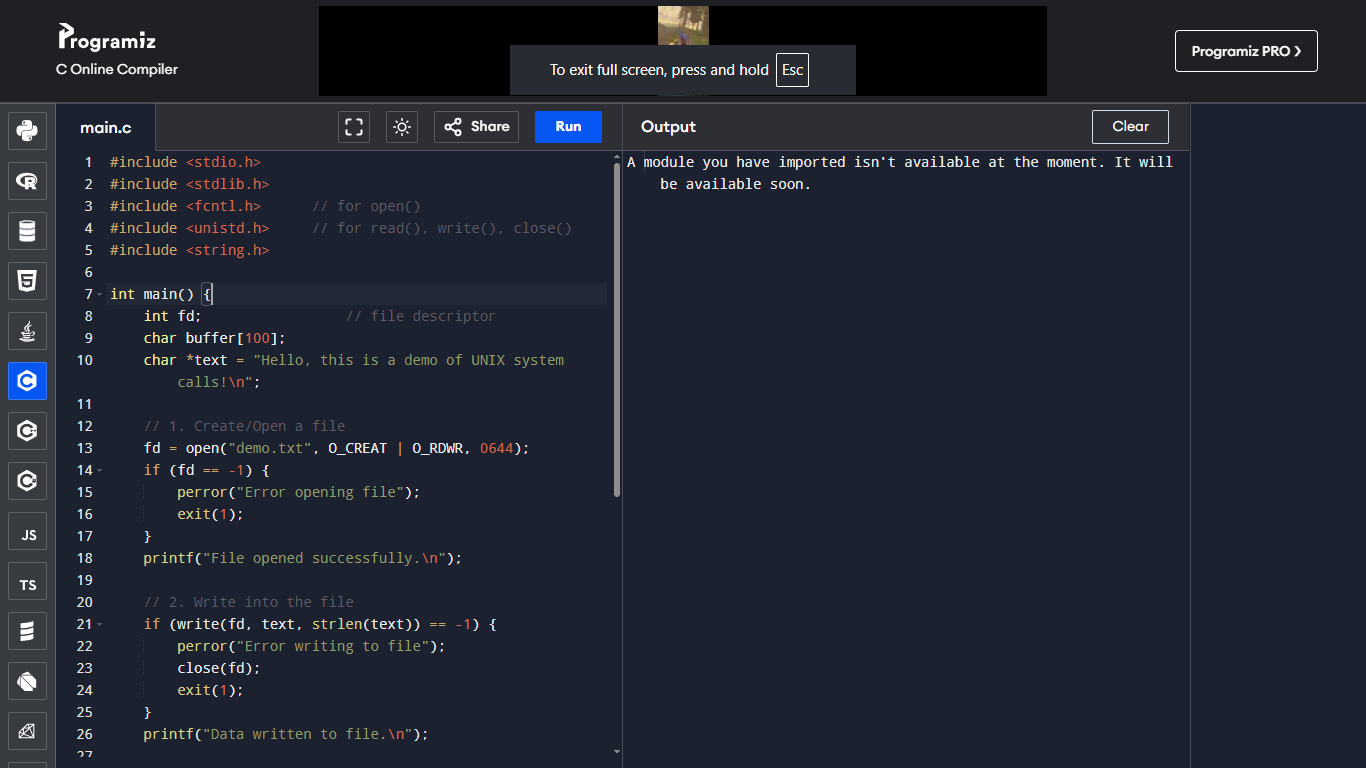 Programiz
C Online Compiler
To exit full screen, press and hold Esc
Programiz PRO >
main.c
Share
Run
Output
Clear
1 #include <stdio.h>
2 #include <stdlib.h>
3 #include <fcntl.h>      // for open()
4 #include <unistd.h>     // for read(), write(), close()
5 #include <string.h>
6
7 int main() {
8     int fd;                 // file descriptor
9     char buffer[100];
10     char *text = "Hello, this is a demo of UNIX system
calls!\n";
11
12     // 1. Create/Open a file
13     fd = open("demo.txt", O_CREAT | O_RDWR, 0644);
14     if (fd == -1) {
15         perror("Error opening file");
16         exit(1);
17     }
18     printf("File opened successfully.\n");
19
20     // 2. Write into the file
21     if (write(fd, text, strlen(text)) == -1) {
22         perror("Error writing to file");
23         close(fd);
24         exit(1);
25     }
26     printf("Data written to file.\n");
27
A module you have imported isn't available at the moment. It will
be available soon.
JS
TS